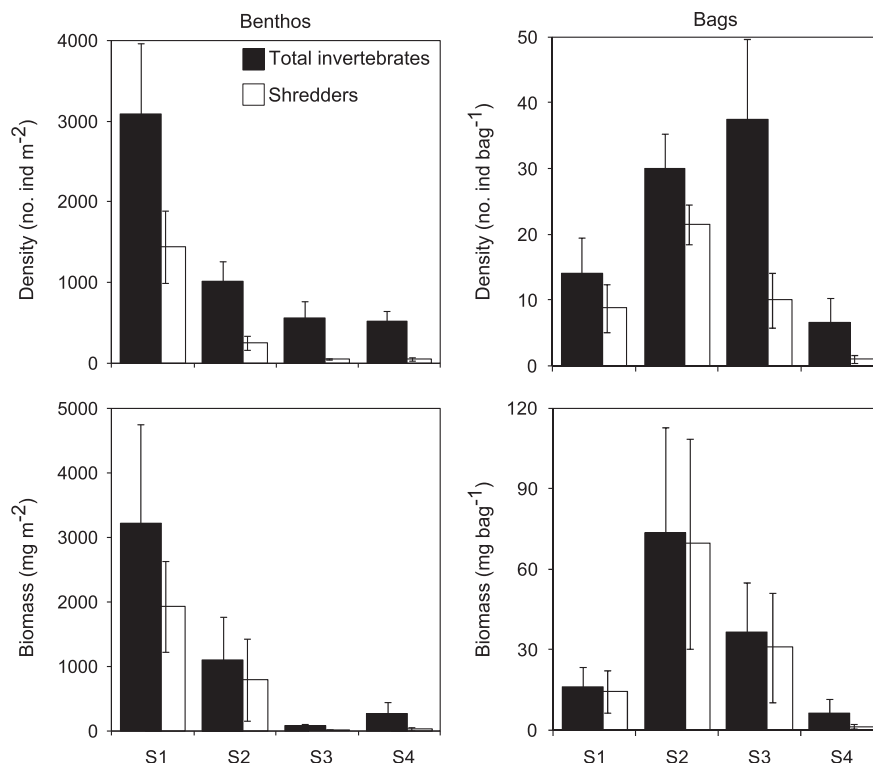 Benthos
Bags
Total invertebrates
Shredders
Density (no. ind m-2)
4000
3000
2000
1000
0
Density (no. ind bag-1)
50
40
30
20
10
0
Biomass (mg m-2)
5000
4000
3000
2000
1000
0
S1 S2 S3 S4
Biomass (mg bag-1)
120
90
60
30
0
S1 S2 S3 S4